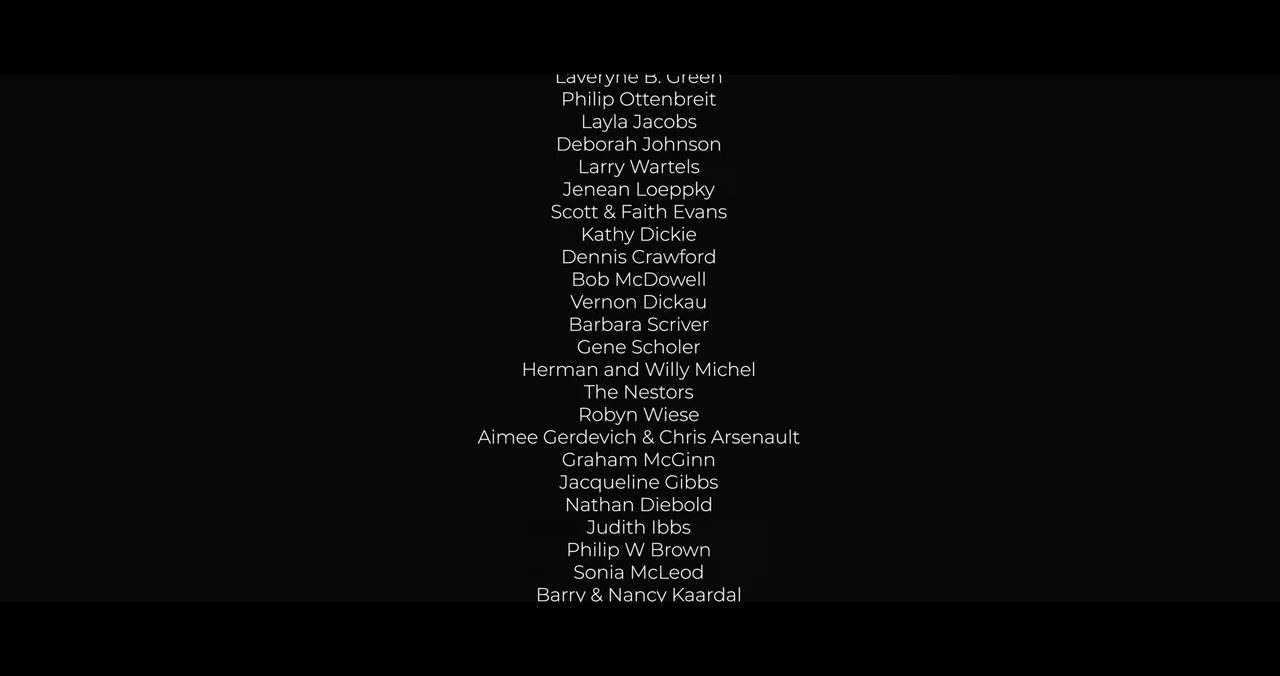 Laveryne B. Green
Philip Ottenbreit
Layla Jacobs
Deborah Johnson
Larry Wartels
Jenean Loeppky
Scott & Faith Evans
Kathy Dickie
Dennis Crawford
Bob McDowell
Vernon Dickau
Barbara Scriver
Gene Scholer
Herman and Willy Michel
The Nestors
Robyn Wiese
Aimee Gerdevich & Chris Arsenault
Graham McGinn
Jacqueline Gibbs
Nathan Diebold
Judith Ibbs
Philip W Brown
Sonia McLeod
Barry & Nancy Kaardal